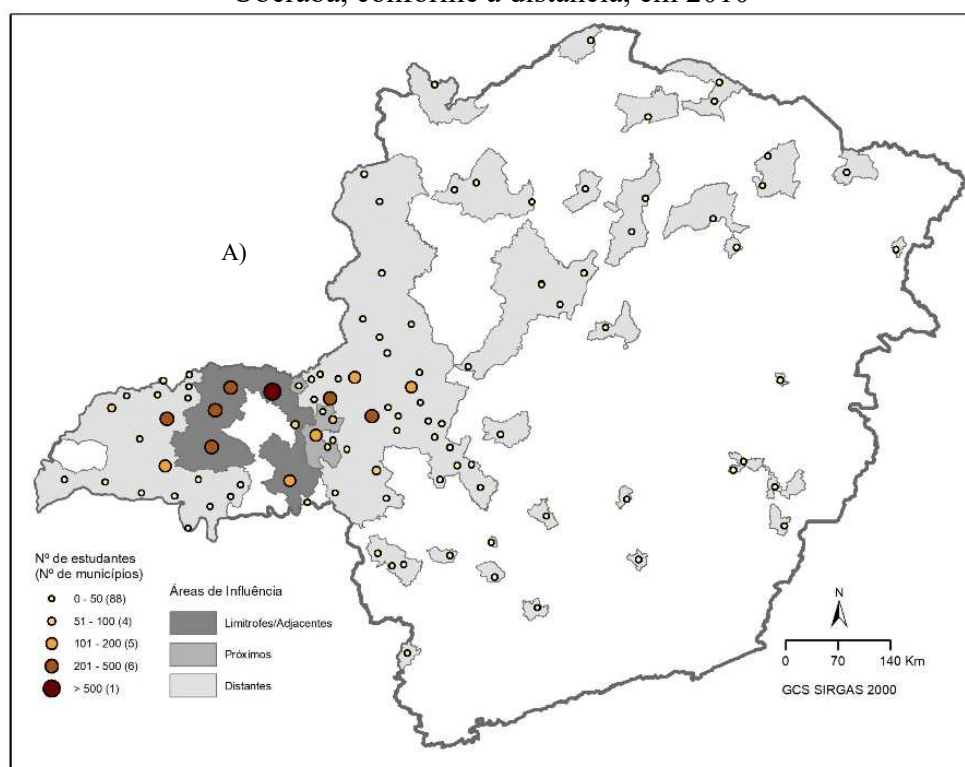 Uberlândia, conforme a distância, em 2010
A)
Nº de estudantes
(Nº de municípios)
0 - 50 (88)
51 - 100 (4)
101 - 200 (5)
201 - 500 (6)
> 500 (1)
Áreas de Influência
Limítrofes/Adjacentes
Próximos
Distantes
N
0 70 140 Km
GCS SIRGAS 2000